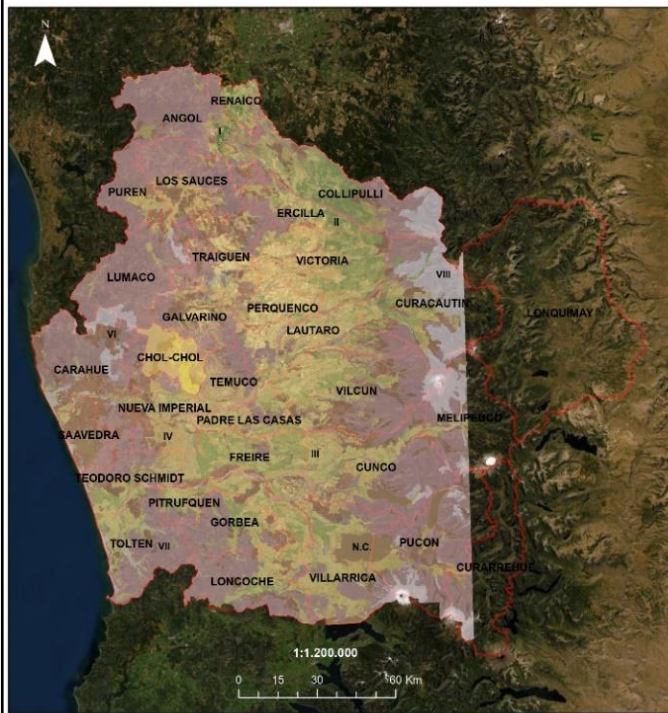 N
RENAICO
ANGOL
I
LOS SAUCES
PUREN
COLLIPULLI
ERCILLA
II
TRAIGUEN
VICTORIA
LUMACO
VIII
CURACAUTIN
LONQUIMAY
PERQUENCO
GALVARINO
LAUTARO
VI
CHOL-CHOL
CARAHUE
TEMUCO
VILCUN
NUEVA IMPERIAL
MELIPEUCO
PADRE LAS CASAS
SAAVEDRA
IV
FREIRE
III
CUNCO
TEODORO SCHMIDT
PITRUFQUEN
GORBEA
TOLTEN
VII
N.C.
PUCON
CURARREHUE
LONCOCHE
VILLARRICA
1:1.200.000
0 15 30 60 Km